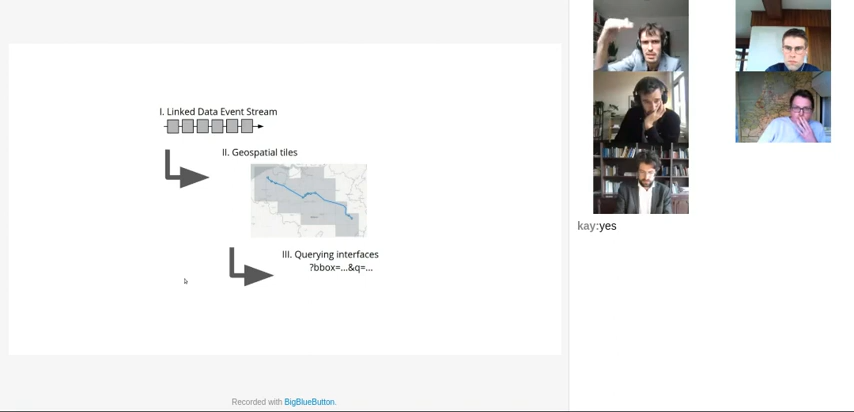 I. Linked Data Event Stream
II. Geospatial tiles
III. Querying interfaces
?bbox=...&q=...
kay:yes
Recorded with BigBlueButton.